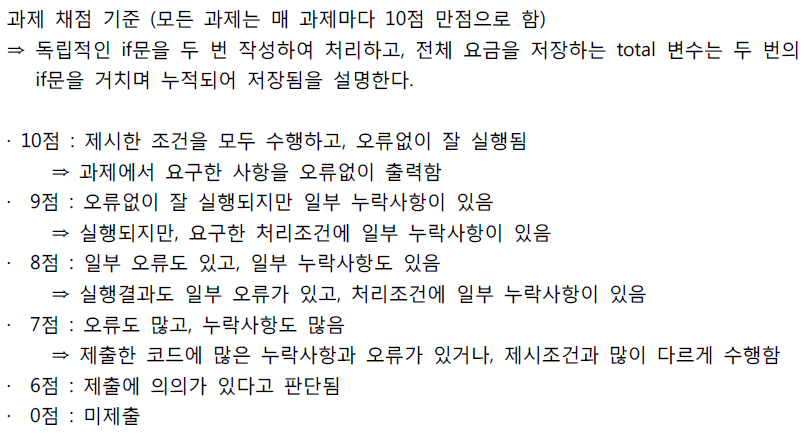 과제 채점 기준 (모든 과제는 매 과제마다 10점 만점으로 함)
⇒ 독립적인 if문을 두 번 작성하여 처리하고, 전체 요금을 저장하는 total 변수는 두 번의
if문을 거치며 누적되어 저장됨을 설명한다.
· 10점 : 제시한 조건을 모두 수행하고, 오류없이 잘 실행됨
⇒ 과제에서 요구한 사항을 오류없이 출력함
· 9점 : 오류없이 잘 실행되지만 일부 누락사항이 있음
⇒ 실행되지만, 요구한 처리조건에 일부 누락사항이 있음
· 8점 : 일부 오류도 있고, 일부 누락사항도 있음
⇒ 실행결과도 일부 오류가 있고, 처리조건에 일부 누락사항이 있음
· 7점 : 오류도 많고, 누락사항도 많음
⇒ 제출한 코드에 많은 누락사항과 오류가 있거나, 제시조건과 많이 다르게 수행함
· 6점 : 제출에 의의가 있다고 판단됨
· 0점 : 미제출